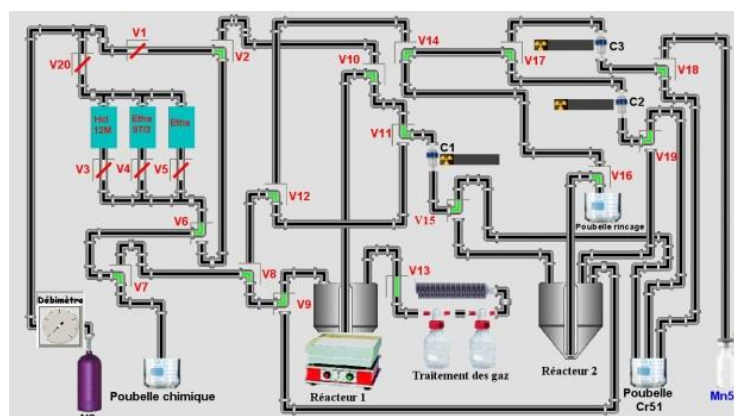 V1
V2
V20
Hcl
12M
Etha
97/3
Etha
V3
V4
V5
V6
V7
V8
V9
V10
V11
V12
V13
V14
V15
V16
V17
V18
V19
C1
C2
C3
Débimètre
Poubelle chimique
Réacteur 1
Traitement des gaz
Réacteur 2
Poubelle rincage
Poubelle
Cr51